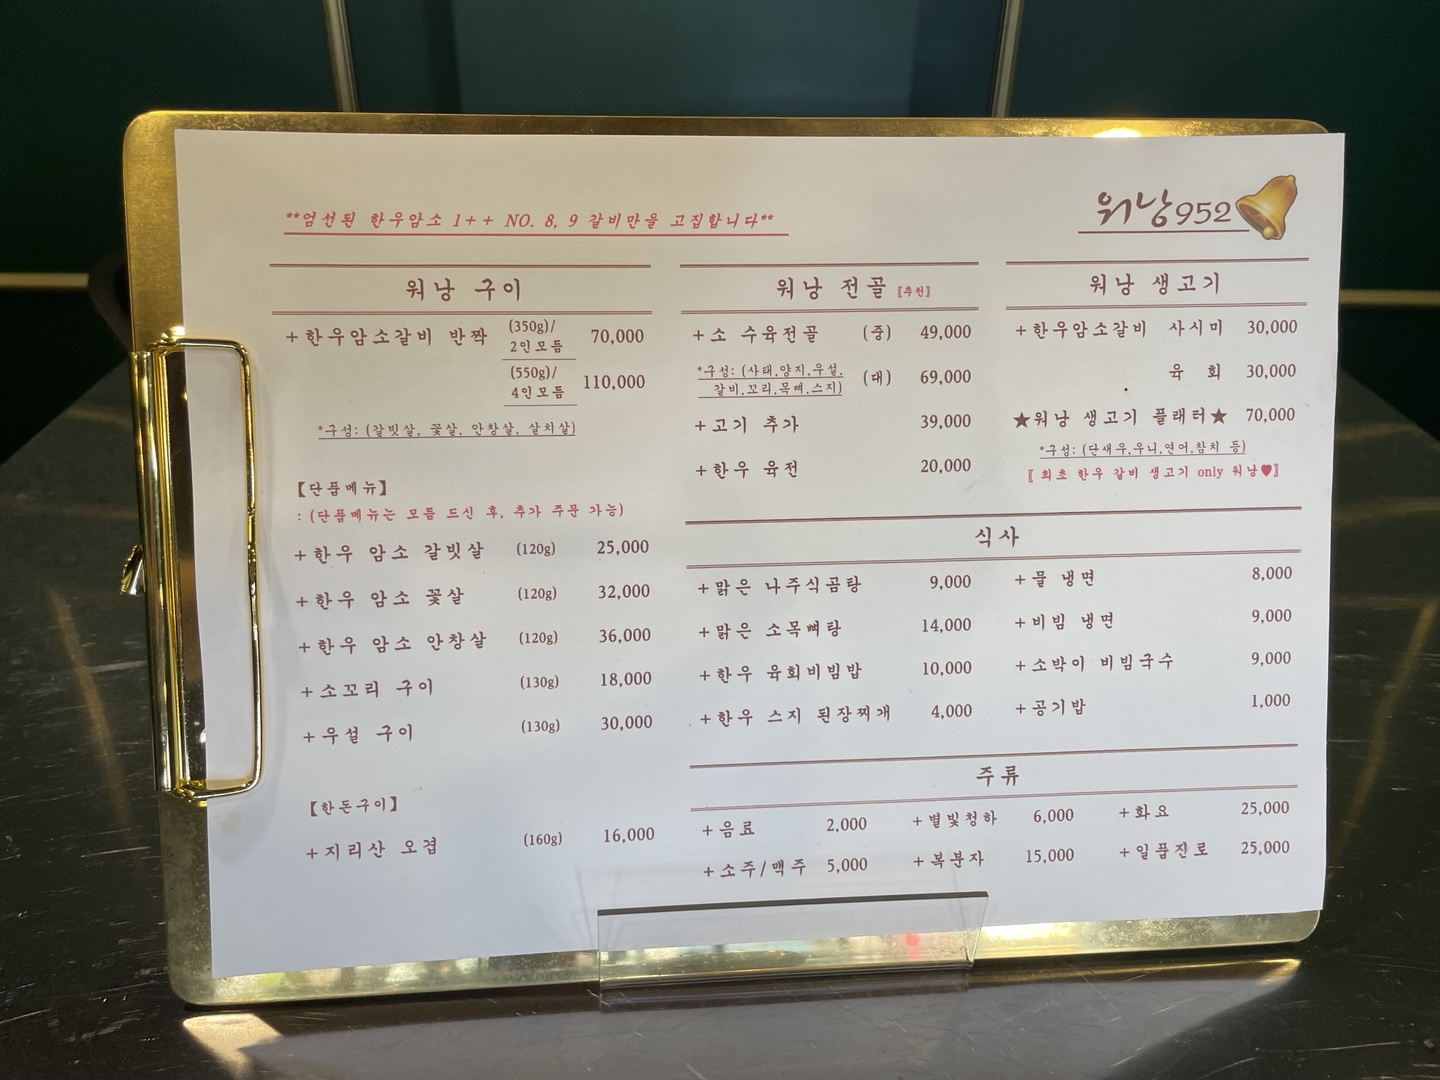 **엄선된 한우암소 1++ NO. 8, 9 갈비만을 고집합니다**
워낭952
워낭 구이
+한우암소갈비 반짝 (350g)/ 2인모듬 70,000
(550g)/ 4인모듬 110,000
*구성: (갈빗살, 꽃살, 안창살, 살치살)
【단품메뉴】
: (단품메뉴는 모듬 드신 후, 추가 주문 가능)
+한우 암소 갈빗살 (120g) 25,000
+한우 암소 꽃살 (120g) 32,000
+한우 암소 안창살 (120g) 36,000
+소꼬리 구이 (130g) 18,000
+우설 구이 (130g) 30,000
【한돈구이】
+지리산 오겹 (160g) 16,000
워낭 전골 〖추천〗
+소 수육전골 (중) 49,000
*구성: (사태,양지,우설, (대) 69,000
갈비,꼬리,목뼈,스지)
+고기 추가 39,000
+한우 육전 20,000
워낭 생고기
+한우암소갈비 사시미 30,000
육 회 30,000
★워낭 생고기 플래터★ 70,000
*구성: (단새우,우니,연어,참치 등)
〖최초 한우 갈비 생고기 only 워낭♥〗
식사
+맑은 나주식곰탕 9,000
+맑은 소목뼈탕 14,000
+한우 육회비빔밥 10,000
+한우 스지 된장찌개 4,000
+물 냉면 8,000
+비빔 냉면 9,000
+소박이 비빔국수 9,000
+공기밥 1,000
주류
+음료 2,000 +별빛청하 6,000 +화요 25,000
+소주/맥주 5,000 +복분자 15,000 +일품진로 25,000